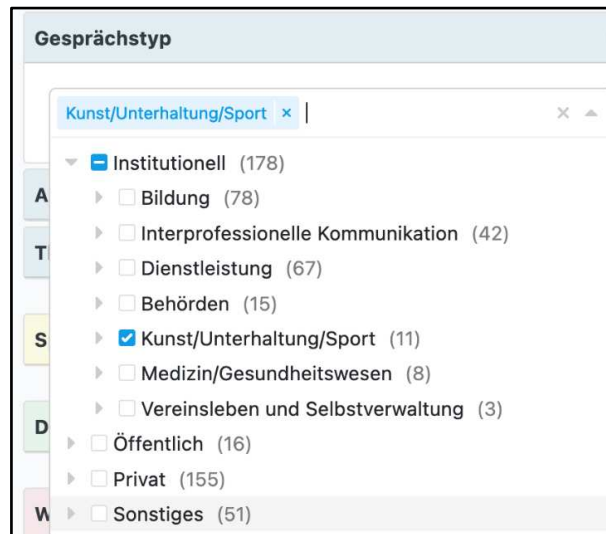 Gesprächstyp
Kunst/Unterhaltung/Sport ×
Institutionell (178)
Bildung (78)
A
Interprofessionelle Kommunikation (42)
Dienstleistung (67)
Behörden (15)
S
Kunst/Unterhaltung/Sport (11)
Medizin/Gesundheitswesen (8)
Vereinsleben und Selbstverwaltung (3)
D
Öffentlich (16)
Privat (155)
W
Sonstiges (51)